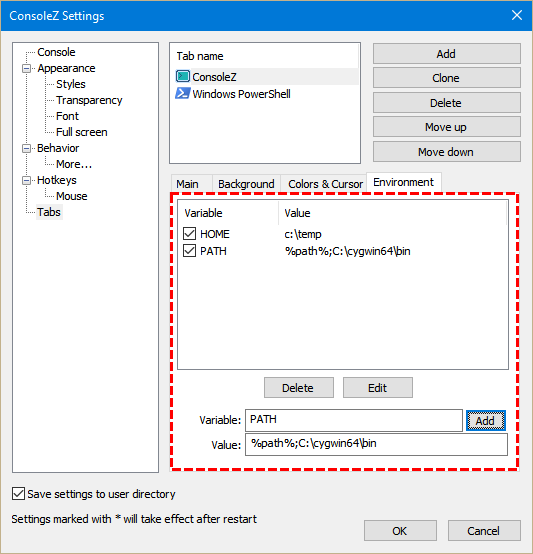 ConsoleZ Settings
Console
Appearance
Styles
Transparency
Font
Full screen
Behavior
More...
Hotkeys
Mouse
Tabs
Tab name
ConsoleZ
Windows PowerShell
Add
Clone
Delete
Move up
Move down
Main Background Colors & Cursor Environment
Variable Value
HOME c:\temp
PATH %path%;C:\cygwin64\bin
Delete Edit
Variable: PATH Add
Value: %path%;C:\cygwin64\bin
Save settings to user directory
Settings marked with * will take effect after restart
OK Cancel